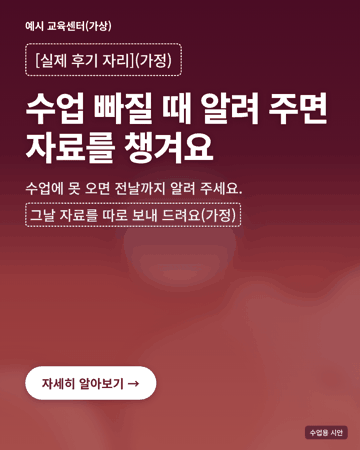 예시 교육센터(가상)
[실제 후기 자리](가정)
수업 빠질 때 알려 주면
자료를 챙겨요
수업에 못 오면 전날까지 알려 주세요.
그날 자료를 따로 보내 드려요(가정)
자세히 알아보기 →
수업용 시안